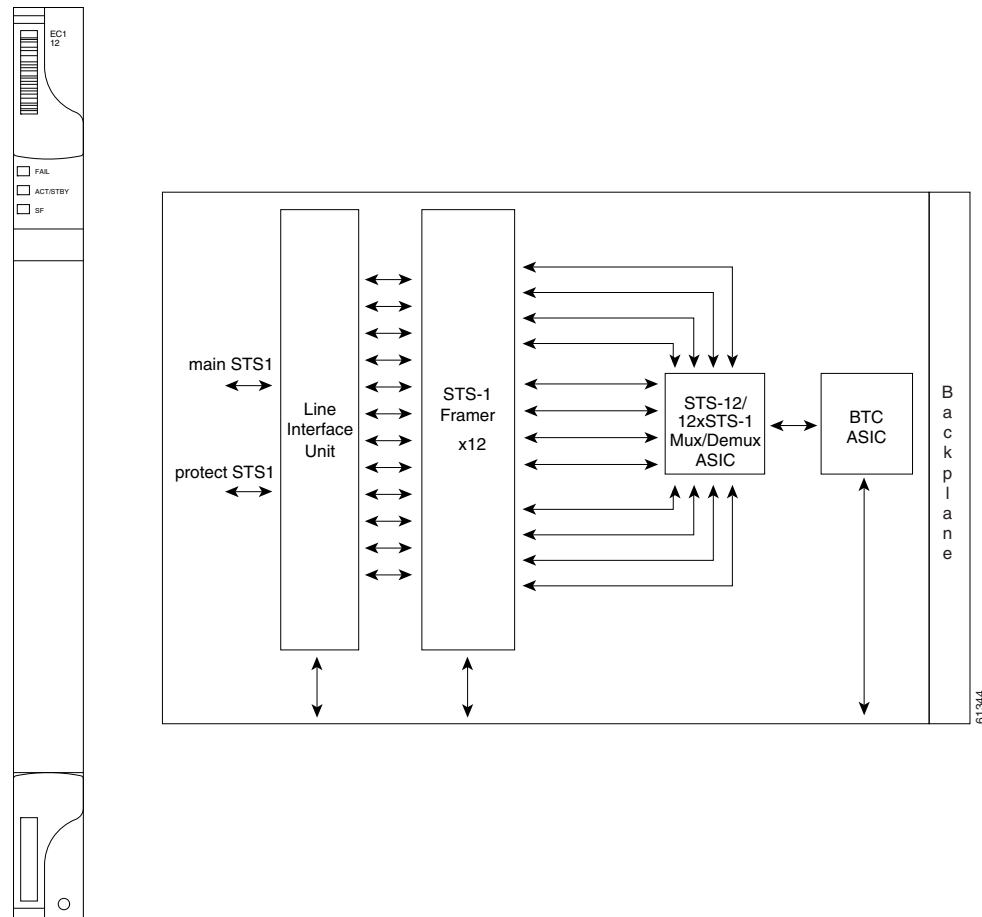 EC1
12
FAIL
ACT/STBY
SF
main STS1
protect STS1
Line
Interface
Unit
STS-1
Framer
x12
STS-12/
12xSTS-1
Mux/Demux
ASIC
BTC
ASIC
Backplane
61344